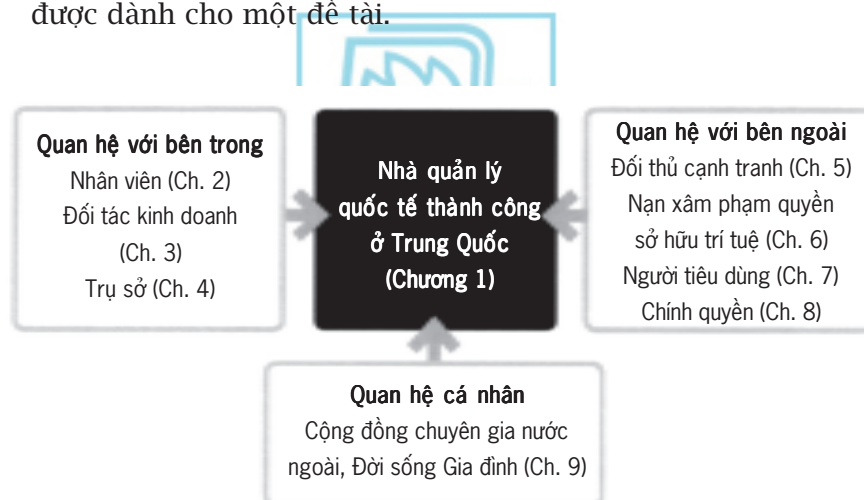 được dành cho một đề tài.
Quan hệ với bên trong
Nhân viên (Ch. 2)
Đối tác kinh doanh
(Ch. 3)
Trụ sở (Ch. 4)
Nhà quản lý
quốc tế thành công
ở Trung Quốc
(Chương 1)
Quan hệ với bên ngoài
Đối thủ cạnh tranh (Ch. 5)
Nạn xâm phạm quyền
sở hữu trí tuệ (Ch. 6)
Người tiêu dùng (Ch. 7)
Chính quyền (Ch. 8)
Quan hệ cá nhân
Cộng đồng chuyên gia nước
ngoài, Đời sống Gia đình (Ch. 9)